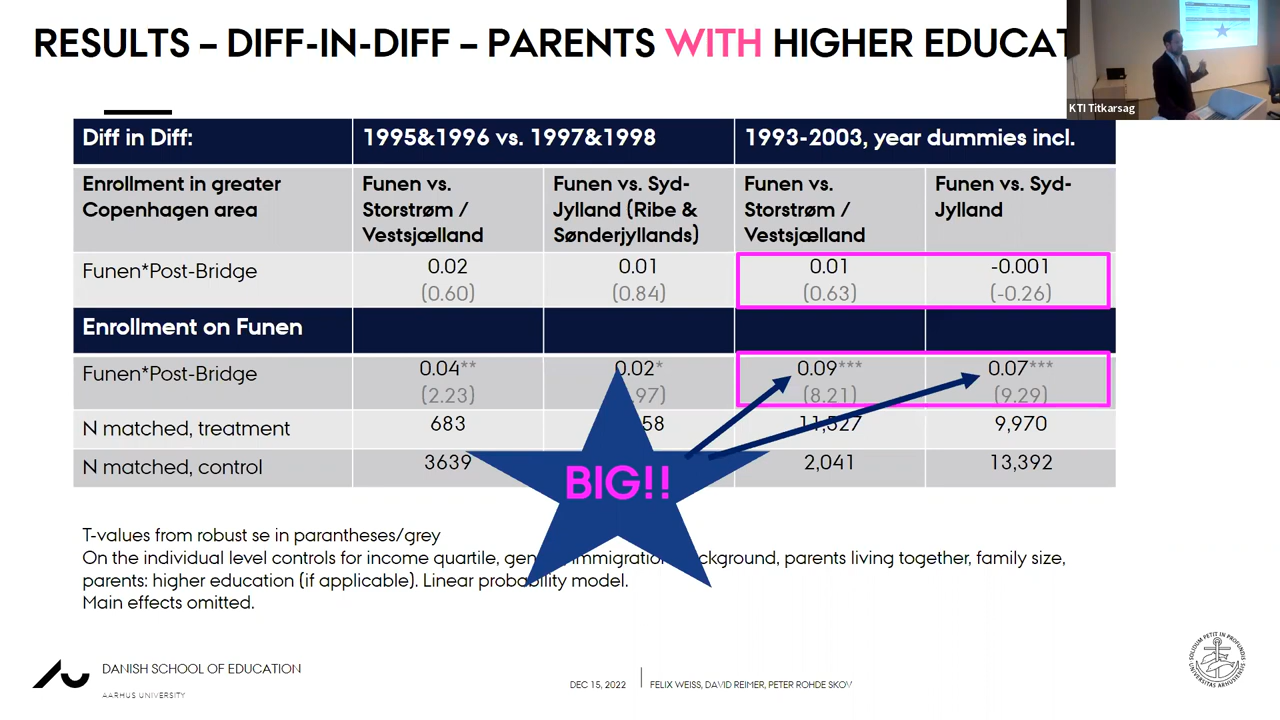 RESULTS – DIFF-IN-DIFF – PARENTS WITH HIGHER EDUCAT
KTI Titkarsag
Diff in Diff: 1995&1996 vs. 1997&1998 1993-2003, year dummies incl.
Enrollment in greater Copenhagen area
Funen vs. Storstrøm / Vestsjælland
Funen vs. Syd-Jylland (Ribe & Sønderjyllands)
Funen vs. Storstrøm / Vestsjælland
Funen vs. Syd-Jylland
Funen*Post-Bridge 0.02 0.01 0.01 -0.001
(0.60) (0.84) (0.63) (-0.26)
Enrollment on Funen
Funen*Post-Bridge 0.04** 0.02* 0.09*** 0.07***
(2.23) .97) (8.21) (9.29)
N matched, treatment 683 58 11,527 9,970
N matched, control 3639 2,041 13,392
BIG!!
T-values from robust se in parantheses/grey
On the individual level controls for income quartile, gen immigration ckground, parents living together, family size,
parents: higher education (if applicable). Linear probability model.
Main effects omitted.
DANISH SCHOOL OF EDUCATION
AARHUS UNIVERSITY
DEC 15, 2022
FELIX WEISS, DAVID REIMER, PETER ROHDE SKOV